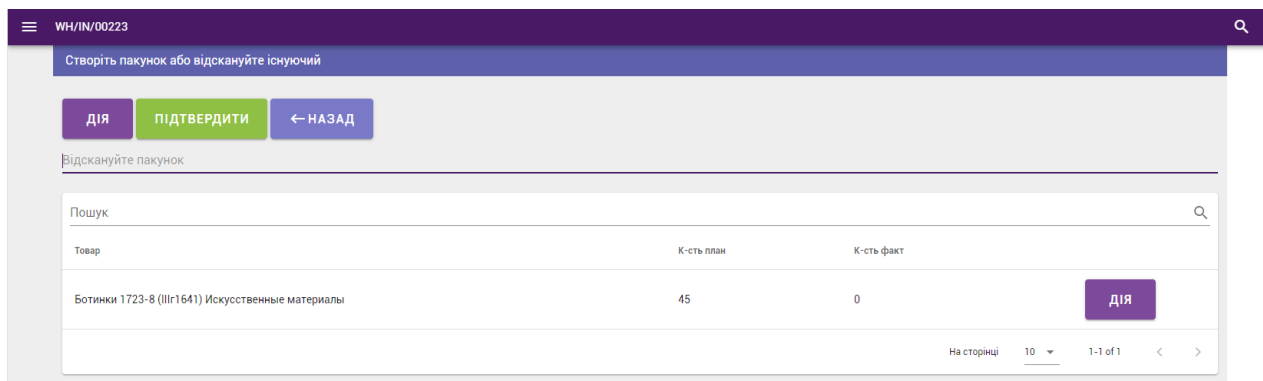 WH/IN/00223
Створіть пакунок або відскануйте існуючий
ДІЯ ПІДТВЕРДИТИ ←НАЗАД
Відскануйте пакунок
Пошук
Товар К-сть план К-сть факт
Ботинки 1723-8 (IIIг1641) Искусственные материалы 45 0 ДІЯ
На сторінці 10 1-1 of 1